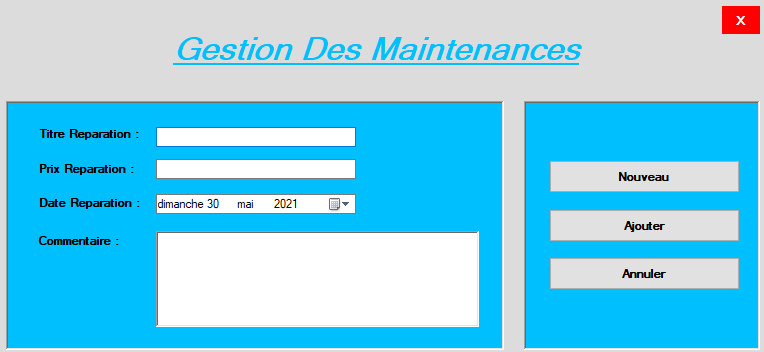 X
Gestion Des Maintenances
Titre Reparation :
Prix Reparation :
Date Reparation : dimanche 30 mai 2021
Commentaire :
Nouveau
Ajouter
Annuler